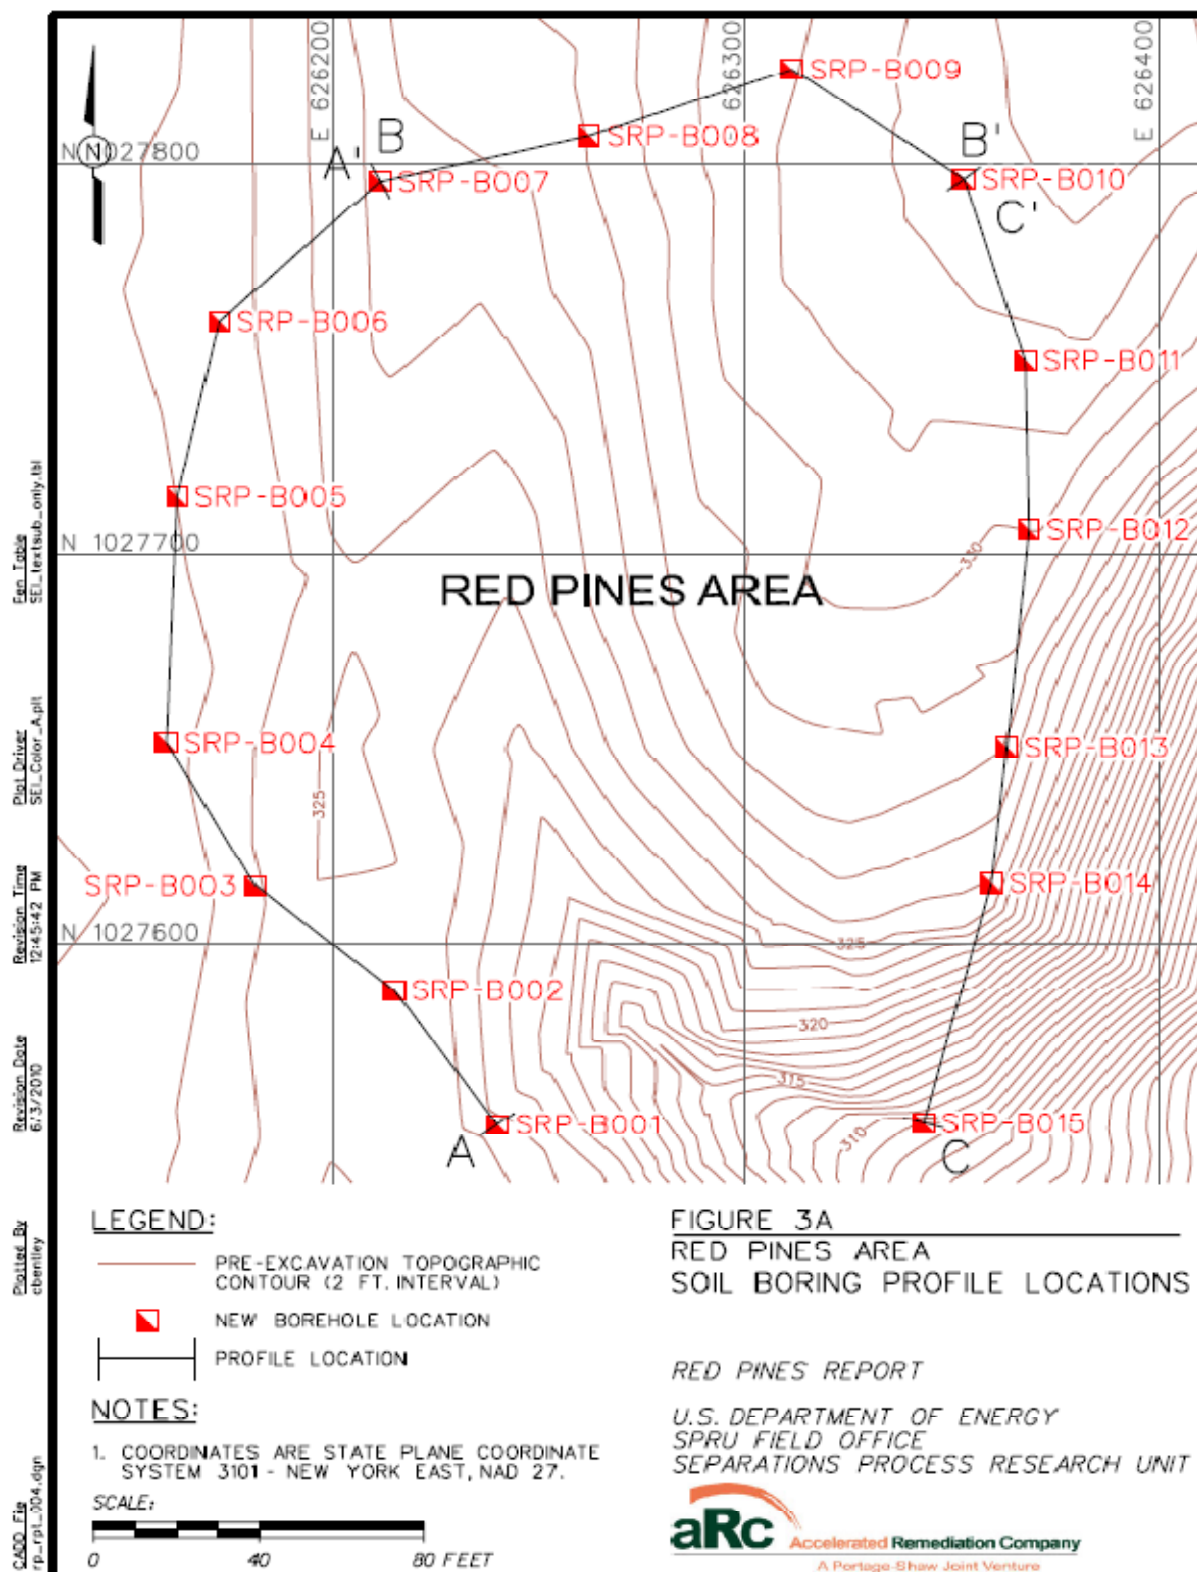 E 626200
626300
E 626400
SRP-B009
SRP-B008
B
B'
N 1027800
N
A'
SRP-B007
SRP-B010
C'
SRP-B006
SRP-B011
SRP-B005
SRP-B012
N 1027700
330
RED PINES AREA
SRP-B004
SRP-B013
325
SRP-B003
SRP-B014
N 1027600
325
SRP-B002
320
315
SRP-B001
SRP-B015
310
A
C
Pen Table
SEI_textsub_only.tbl
Plot Driver
SEI_Color_A.plt
Revision Time
12:45:42 PM
Revision Date
6/3/2010
Plotted By
cbentley
CADD File
rp_rpt_004.dgn
LEGEND:
PRE-EXCAVATION TOPOGRAPHIC
CONTOUR (2 FT. INTERVAL)
NEW BOREHOLE LOCATION
PROFILE LOCATION
NOTES:
1. COORDINATES ARE STATE PLANE COORDINATE
SYSTEM 3101 - NEW YORK EAST, NAD 27.
SCALE:
0 40 80 FEET
FIGURE 3A
RED PINES AREA
SOIL BORING PROFILE LOCATIONS
RED PINES REPORT
U.S. DEPARTMENT OF ENERGY
SPRU FIELD OFFICE
SEPARATIONS PROCESS RESEARCH UNIT
aRc Accelerated Remediation Company
A Portage-Shaw Joint Venture